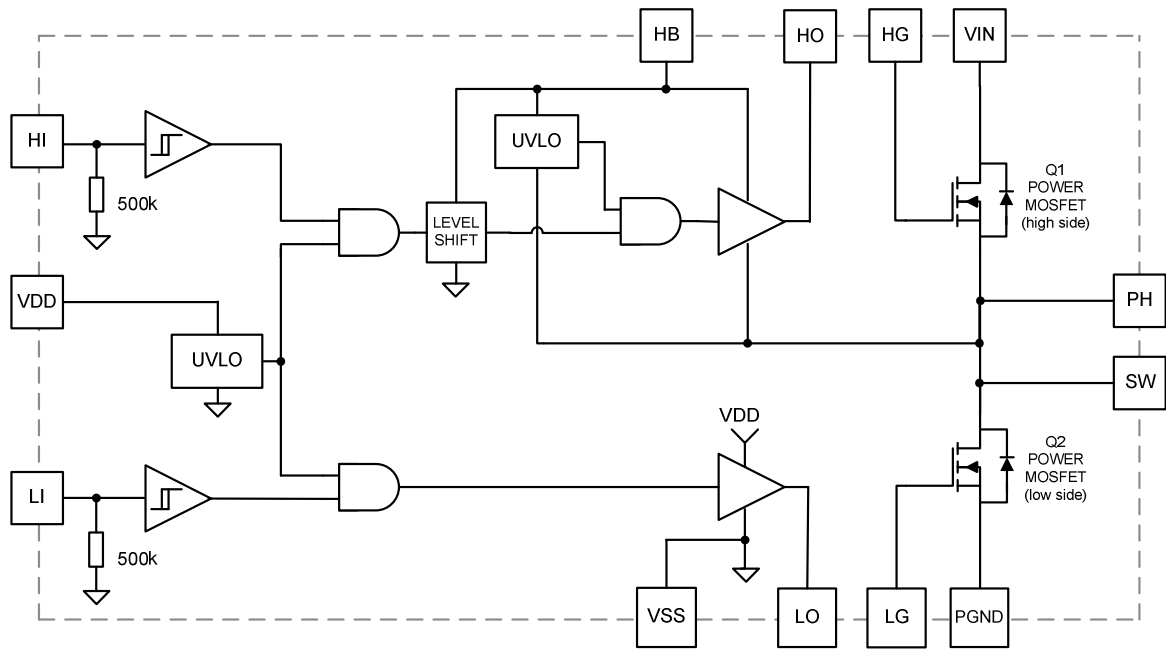 HB
HO
HG
VIN
HI
UVLO
500k
Q1
POWER
MOSFET
(high side)
LEVEL
SHIFT
VDD
PH
UVLO
SW
VDD
Q2
POWER
MOSFET
(low side)
LI
500k
VSS
LO
LG
PGND